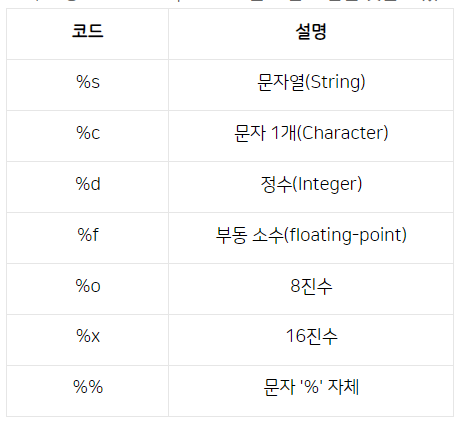 코드 설명
%s 문자열(String)
%c 문자 1개(Character)
%d 정수(Integer)
%f 부동 소수(floating-point)
%o 8진수
%x 16진수
%% 문자 '%' 자체